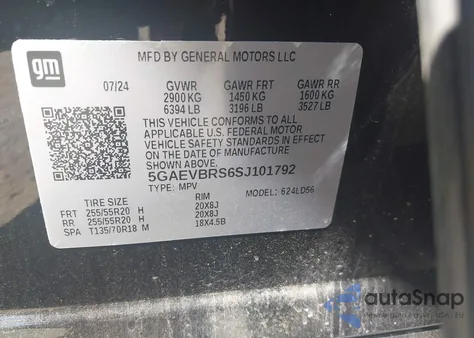 gm
MFD BY GENERAL MOTORS LLC
07/24 GVWR GAWR FRT GAWR RR
2900 KG 1450 KG 1600 KG
6394 LB 3196 LB 3527 LB
THIS VEHICLE CONFORMS TO ALL
APPLICABLE U.S. FEDERAL MOTOR
VEHICLE SAFETY STANDARDS IN EFFECT
ON THE DATE OF MANUFACTURE
SHOWN ABOVE.
5GAEVBRS6SJ101792
TYPE: MPV MODEL: 624LD56
TIRE SIZE RIM
FRT 255/55R20 H 20X8J
RR 255/55R20 H 20X8J
SPA T135/70R18 M 18X4.5B
autoSnap